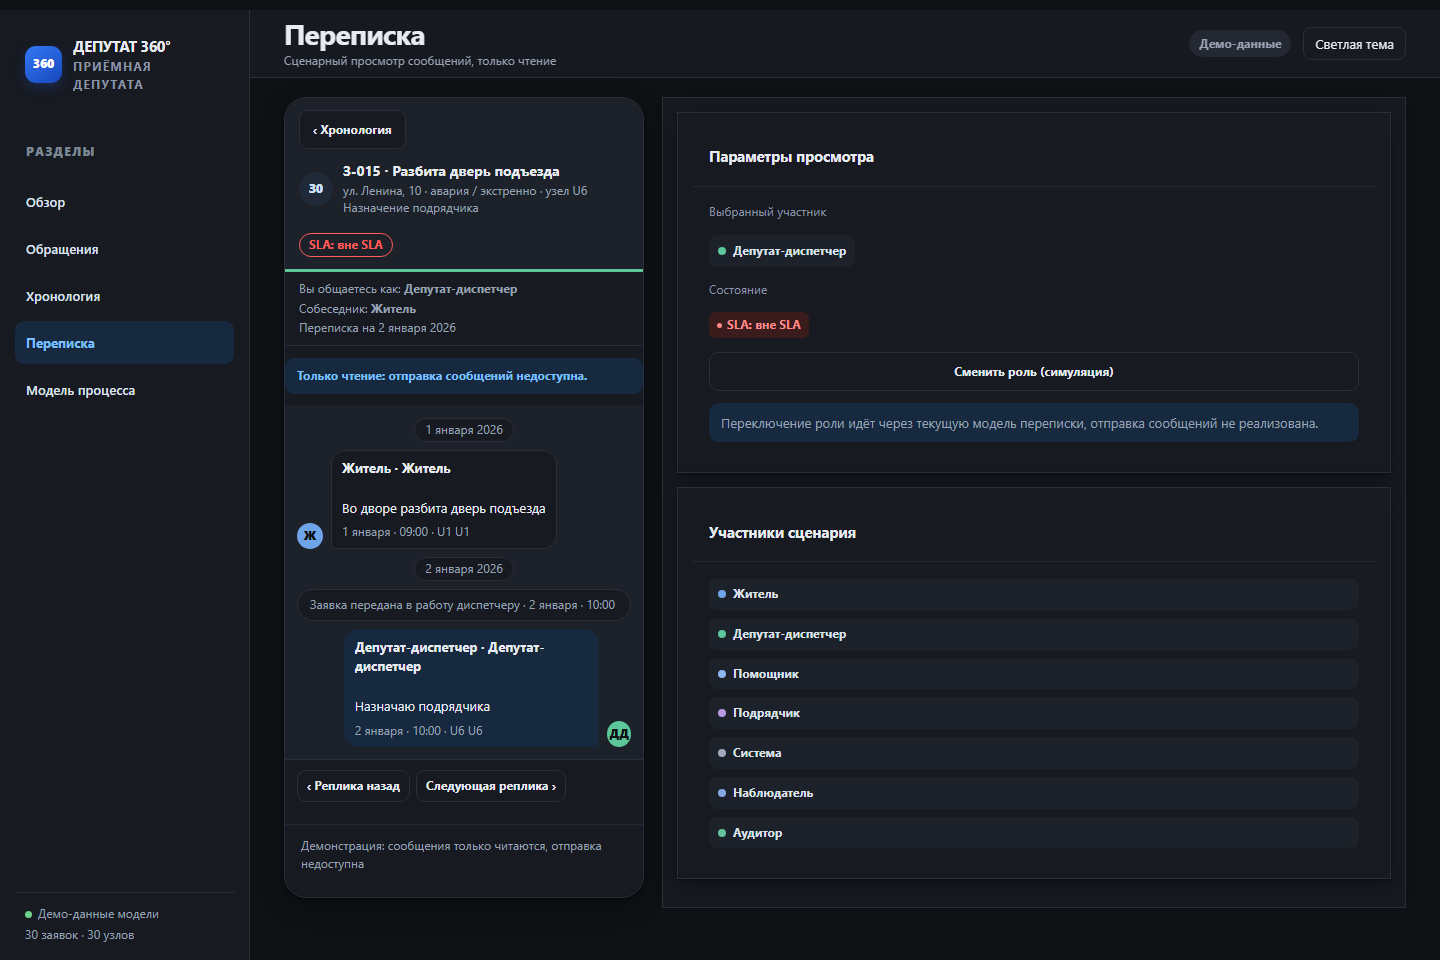 360
ДЕПУТАТ 360°
ПРИЁМНАЯ
ДЕПУТАТА
РАЗДЕЛЫ
Обзор
Обращения
Хронология
Переписка
Модель процесса
Демо-данные модели
30 заявок · 30 узлов
Переписка
Сценарный просмотр сообщений, только чтение
Демо-данные
Светлая тема
‹ Хронология
30
3-015 · Разбита дверь подъезда
ул. Ленина, 10 · авария / экстренно · узел U6
Назначение подрядчика
SLA: вне SLA
Вы общаетесь как: Депутат-диспетчер
Собеседник: Житель
Переписка на 2 января 2026
Только чтение: отправка сообщений недоступна.
1 января 2026
Житель · Житель
Во дворе разбита дверь подъезда
1 января · 09:00 · U1 U1
Ж
2 января 2026
Заявка передана в работу диспетчеру · 2 января · 10:00
Депутат-диспетчер · Депутат-
диспетчер
Назначаю подрядчика
2 января · 10:00 · U6 U6
ДД
‹ Реплика назад
Следующая реплика ›
Демонстрация: сообщения только читаются, отправка
недоступна
Параметры просмотра
Выбранный участник
Депутат-диспетчер
Состояние
SLA: вне SLA
Сменить роль (симуляция)
Переключение роли идёт через текущую модель переписки, отправка сообщений не реализована.
Участники сценария
Житель
Депутат-диспетчер
Помощник
Подрядчик
Система
Наблюдатель
Аудитор